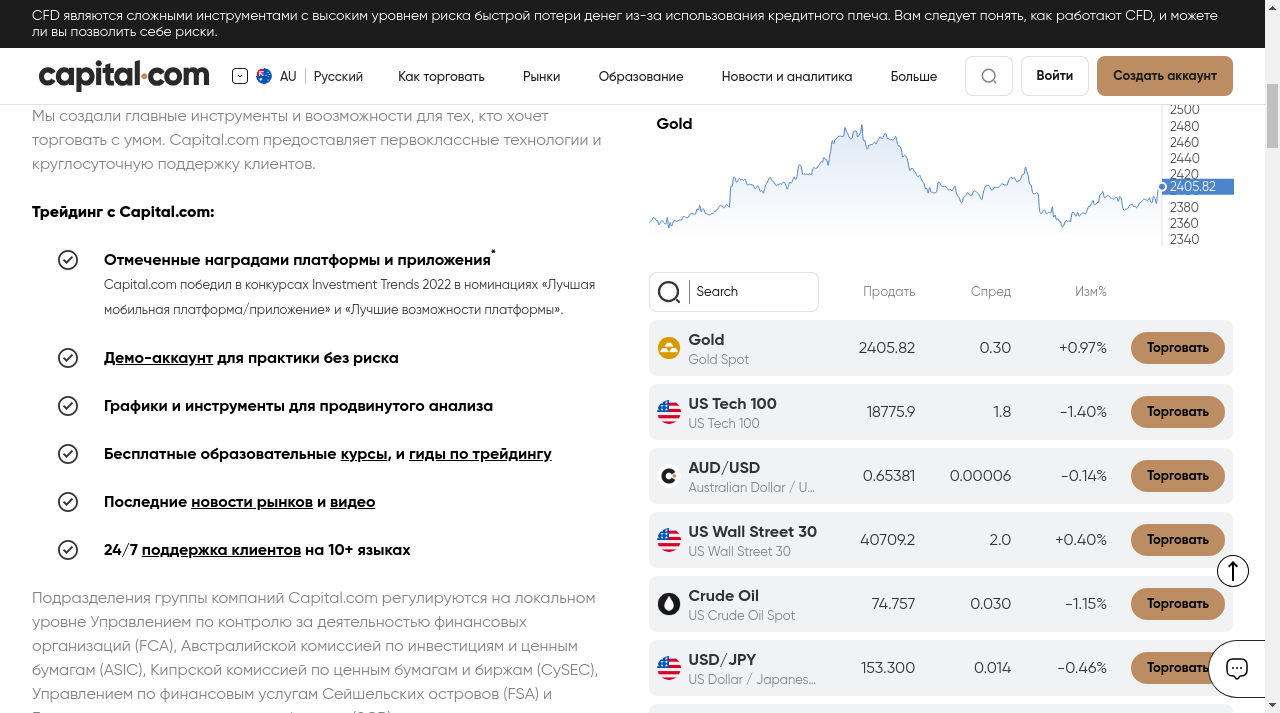 CFD являются сложными инструментами с высоким уровнем риска быстрой потери денег из-за использования кредитного плеча. Вам следует понять, как работают CFD, и можете
ли вы позволить себе риски.
capital.com
AU
Русский
Как торговать
Рынки
Образование
Новости и аналитика
Больше
Войти
Создать аккаунт
Мы создали главные инструменты и воозможности для тех, кто хочет
торговать с умом. Capital.com предоставляет первоклассные технологии и
круглосуточную поддержку клиентов.
Трейдинг с Capital.com:
Отмеченные наградами платформы и приложения*
Capital.com победил в конкурсах Investment Trends 2022 в номинациях «Лучшая
мобильная платформа/приложение» и «Лучшие возможности платформы».
Демо-аккаунт для практики без риска
Графики и инструменты для продвинутого анализа
Бесплатные образовательные курсы, и гиды по трейдингу
Последние новости рынков и видео
24/7 поддержка клиентов на 10+ языках
Подразделения группы компаний Capital.com регулируются на локальном
уровне Управлением по контролю за деятельностью финансовых
организаций (FCA), Австралийской комиссией по инвестициям и ценным
бумагам (ASIC), Кипрской комиссией по ценным бумагам и биржам (CySEC),
Управлением по финансовым услугам Сейшельских островов (FSA) и
Gold
2500
2480
2460
2440
2420
2405.82
2380
2360
2340
Search
Продать
Спред
Изм%
Gold
Gold Spot
2405.82
0.30
+0.97%
Торговать
US Tech 100
US Tech 100
18775.9
1.8
-1.40%
Торговать
AUD/USD
Australian Dollar / U...
0.65381
0.00006
-0.14%
Торговать
US Wall Street 30
US Wall Street 30
40709.2
2.0
+0.40%
Торговать
Crude Oil
US Crude Oil Spot
74.757
0.030
-1.15%
Торговать
USD/JPY
US Dollar / Japanes...
153.300
0.014
-0.46%
Торговать